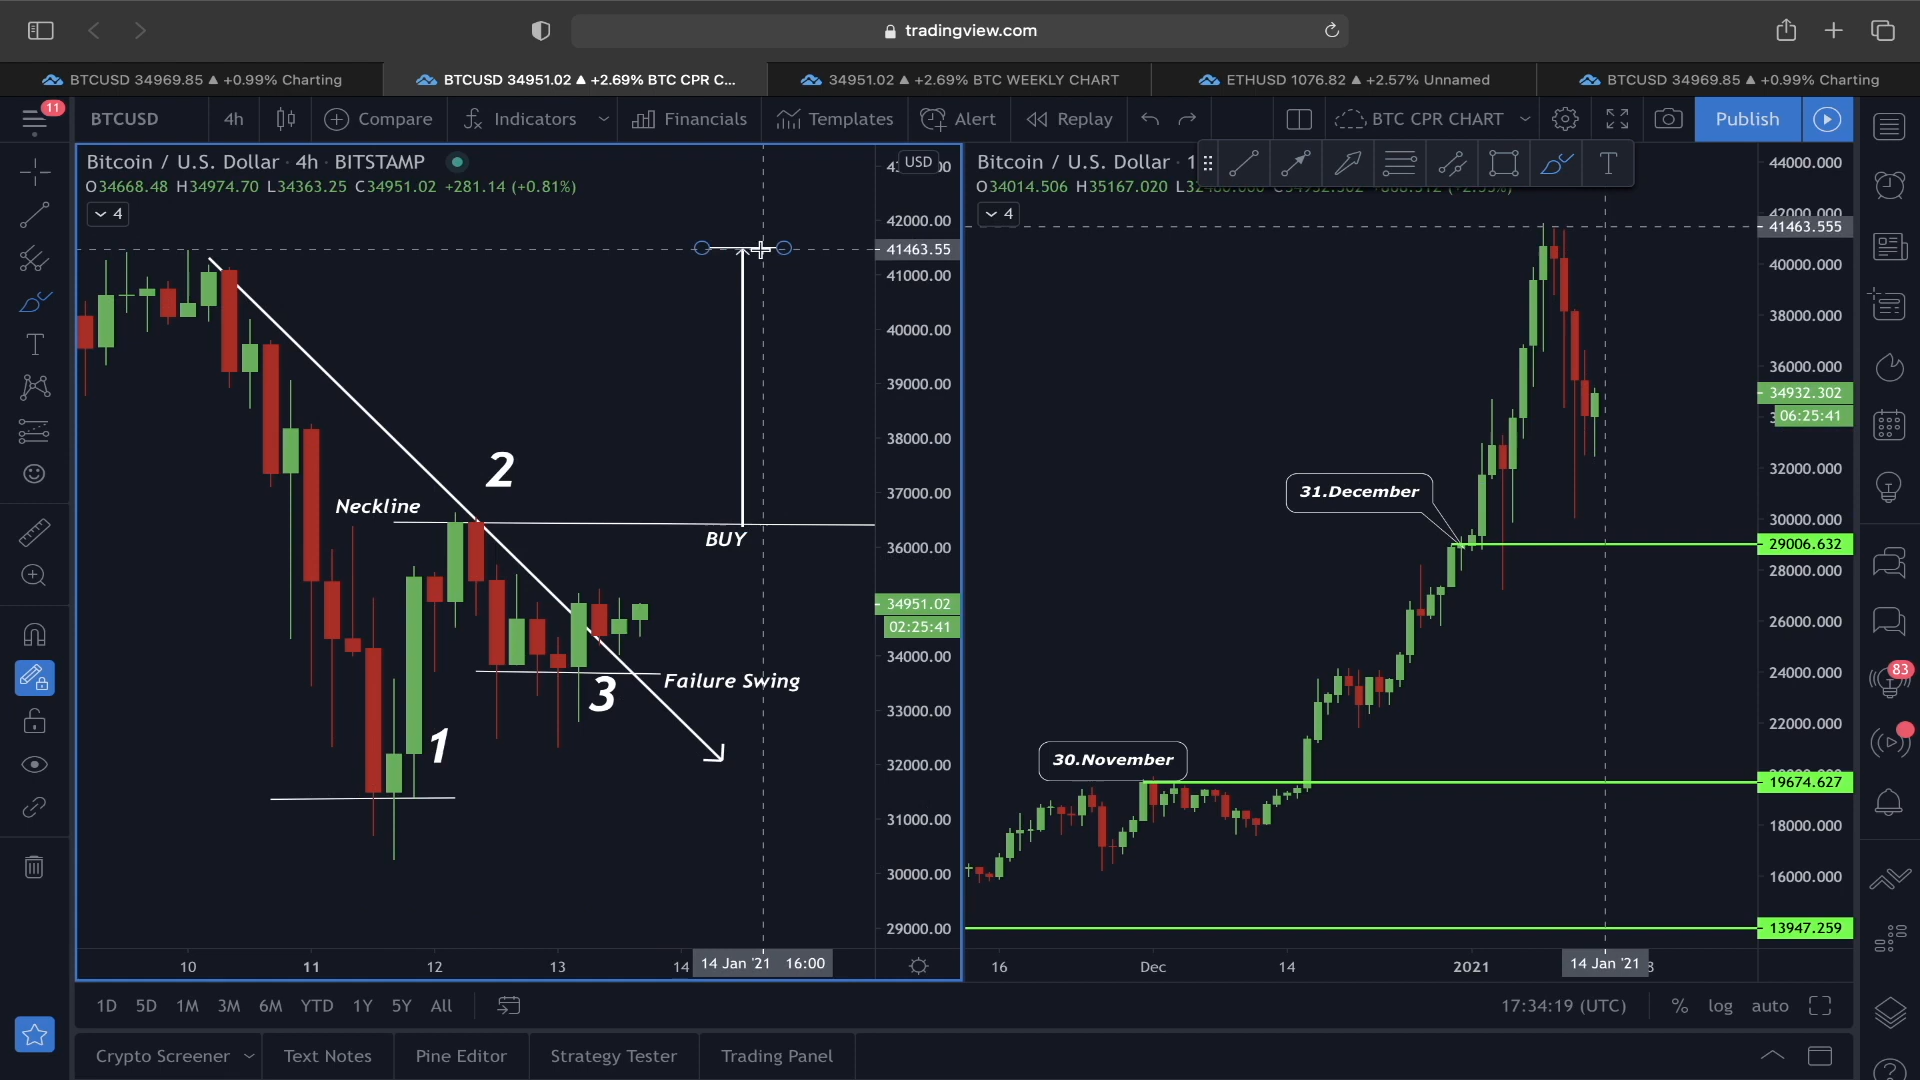 tradingview.com
BTCUSD 34969.85 ▲ +0.99% Charting
BTCUSD 34951.02 ▲ +2.69% BTC CPR C...
34951.02 ▲ +2.69% BTC WEEKLY CHART
ETHUSD 1076.82 ▲ +2.57% Unnamed
BTCUSD 34969.85 ▲ +0.99% Charting
11
BTCUSD
4h
Compare
Indicators
Financials
Templates
Alert
Replay
BTC CPR CHART
Publish
Bitcoin / U.S. Dollar · 4h · BITSTAMP
O34668.48 H34974.70 L34363.25 C34951.02 +281.14 (+0.81%)
4
USD
42000.00
41463.55
41000.00
40000.00
39000.00
38000.00
37000.00
36000.00
34951.02
02:25:41
34000.00
33000.00
32000.00
31000.00
30000.00
29000.00
2
Neckline
BUY
Failure Swing
3
1
10
11
12
13
14
14 Jan '21 16:00
Bitcoin / U.S. Dollar
O34014.506 H35167.020
4
T
44000.000
41463.555
40000.000
38000.000
36000.000
34932.302
06:25:41
32000.000
30000.000
29006.632
28000.000
26000.000
24000.000
22000.000
19674.627
18000.000
16000.000
13947.259
31.December
30.November
16
Dec
14
2021
14 Jan '21
83
1D
5D
1M
3M
6M
YTD
1Y
5Y
All
17:34:19 (UTC)
%
log
auto
Crypto Screener
Text Notes
Pine Editor
Strategy Tester
Trading Panel